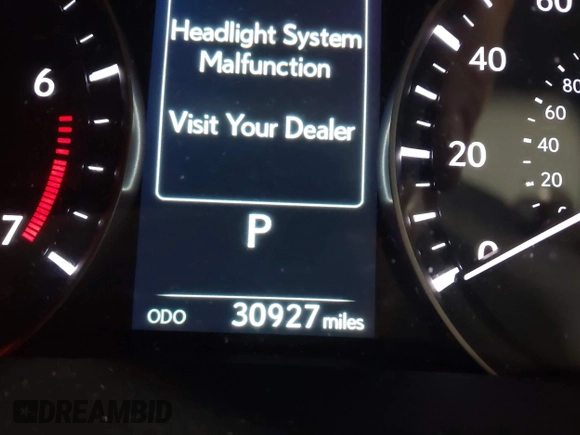 Headlight System
Malfunction
Visit Your Dealer
P
ODO 30927 miles
6
7
60
40
20
0
80
60
40
20
DREAMBID